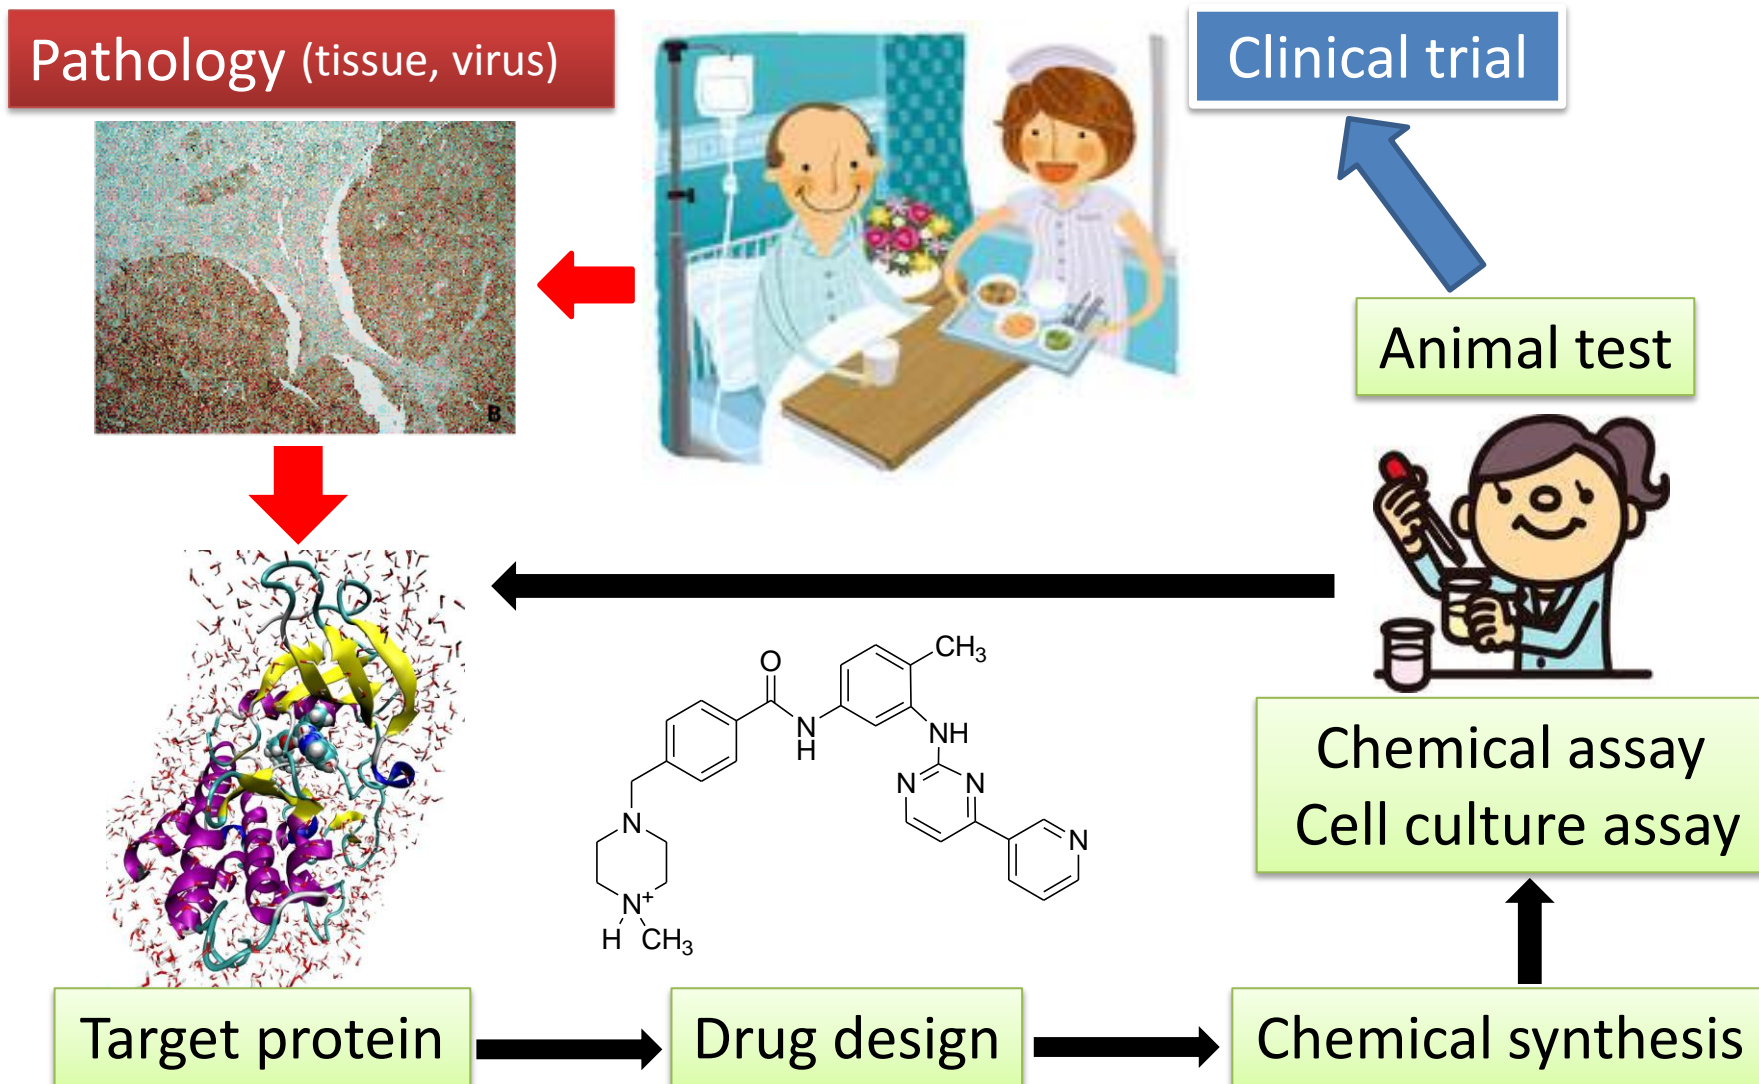 Pathology (tissue, virus)
Clinical trial
B
Animal test
O
CH3
N
H
NH
N
N
N
N
N+
H
CH3
Chemical assay
Cell culture assay
Target protein
Drug design
Chemical synthesis